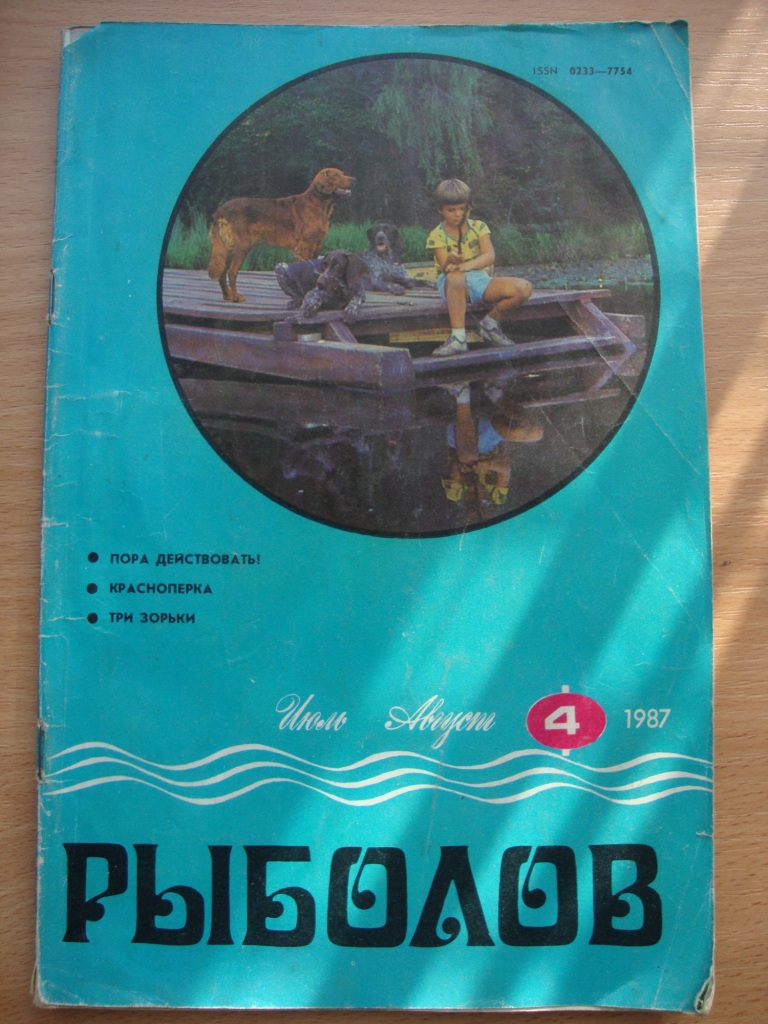 ISSN 0233—7754
● ПОРА ДЕЙСТВОВАТЬ!
● КРАСНОПЕРКА
● ТРИ ЗОРЬКИ
Июль Август 4 1987
РЫБОЛОВ